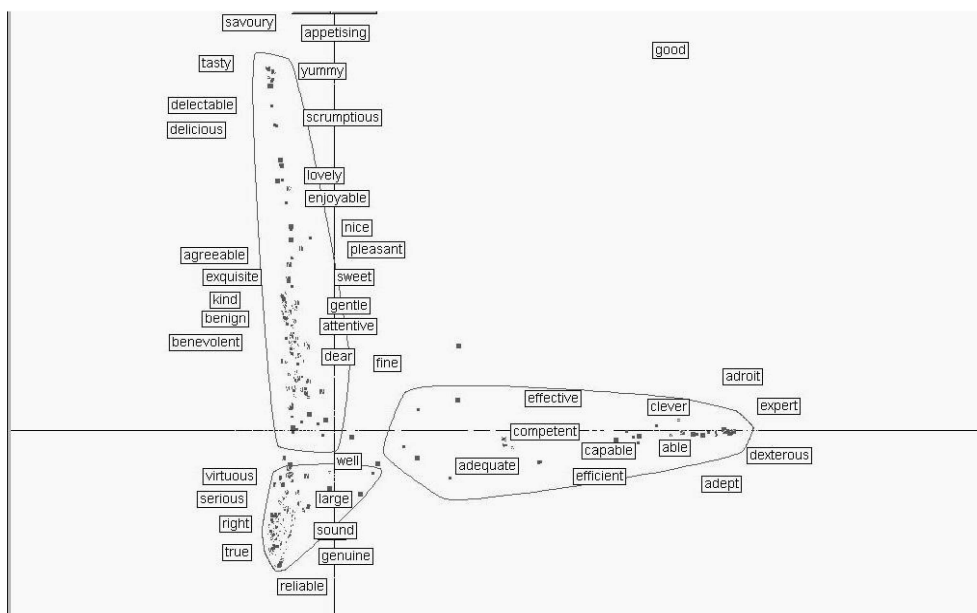 savoury
appetising
good
tasty
yummy
delectable
scrumptious
delicious
lovely
enjoyable
nice
pleasant
agreeable
exquisite
sweet
kind
gentle
benign
attentive
benevolent
dear
fine
adroit
effective
clever
expert
competent
capable
able
dexterous
well
adequate
virtuous
efficient
adept
serious
large
right
sound
true
genuine
reliable